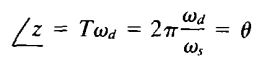 ∠z = Tω_d = 2π ω_d/ω_s = θ